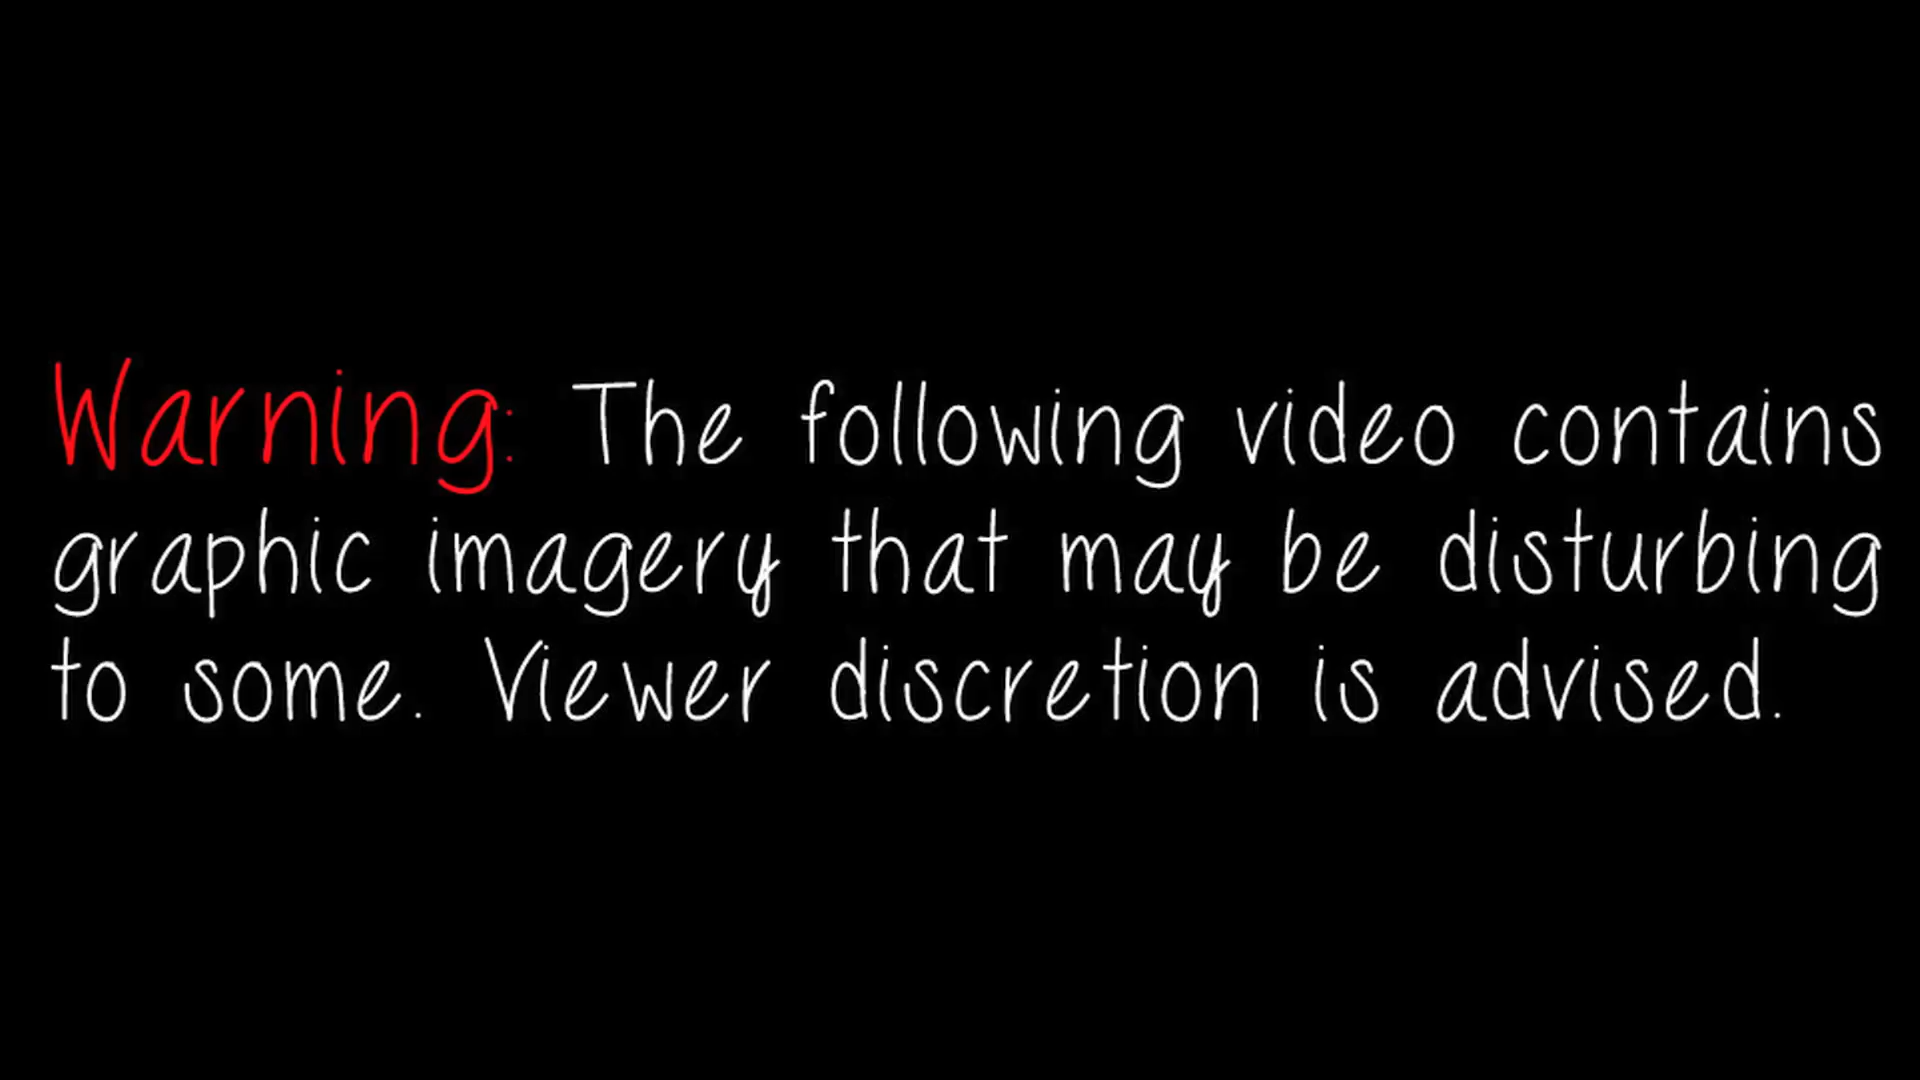 Warning: The following video contains
graphic imagery that may be disturbing
to some. Viewer discretion is advised.